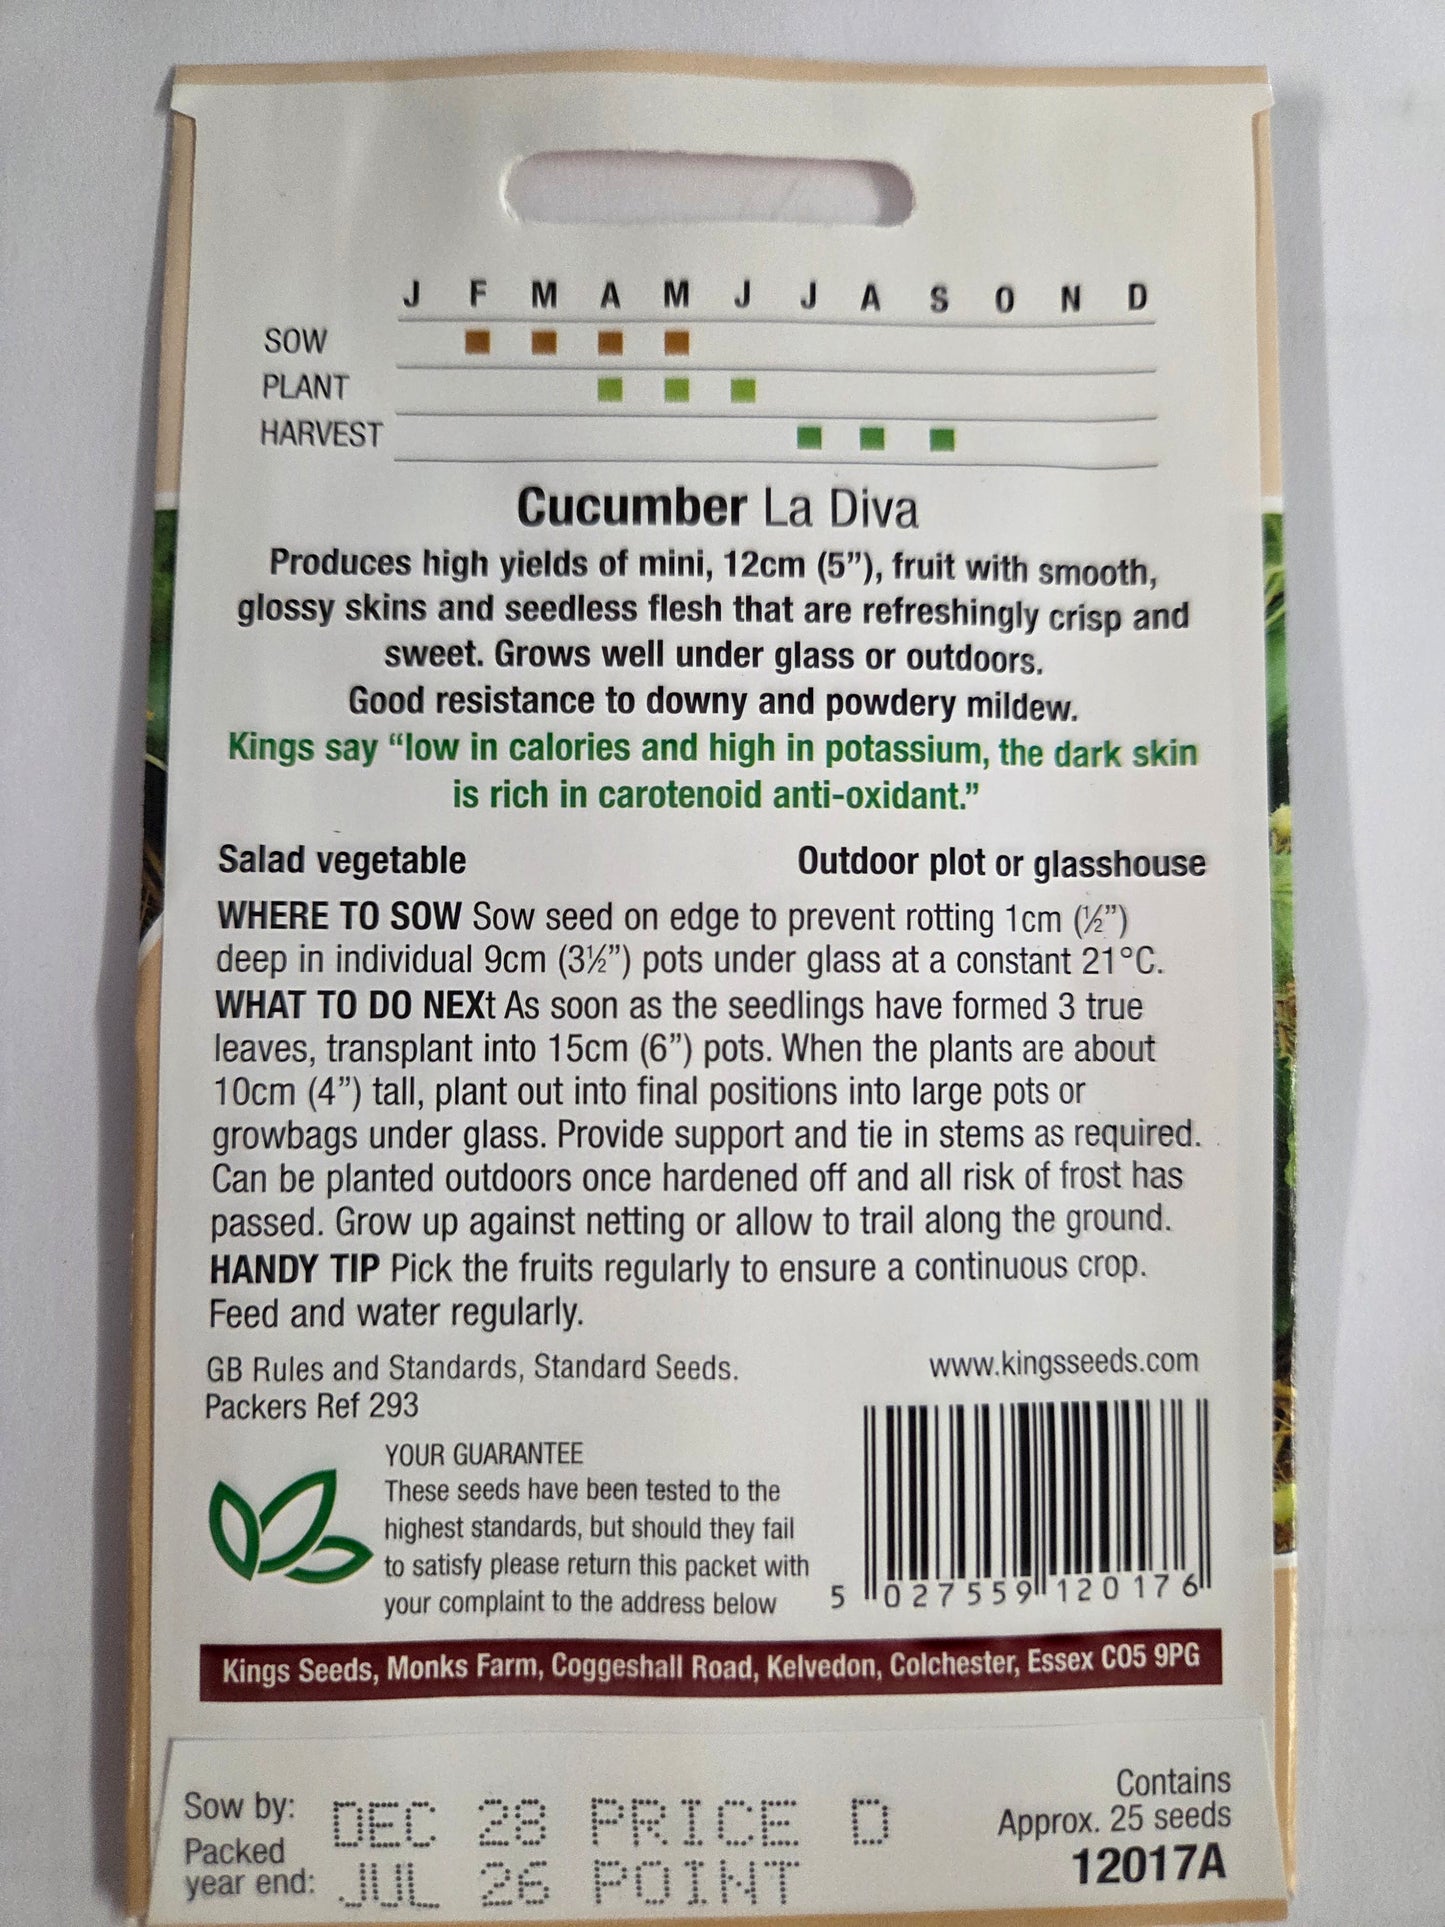 J F M A M J J A S O N D
SOW
PLANT
HARVEST
Cucumber La Diva
Produces high yields of mini, 12cm (5”), fruit with smooth,
glossy skins and seedless flesh that are refreshingly crisp and
sweet. Grows well under glass or outdoors.
Good resistance to downy and powdery mildew.
Kings say “low in calories and high in potassium, the dark skin
is rich in carotenoid anti-oxidant.”
Salad vegetable Outdoor plot or glasshouse
WHERE TO SOW Sow seed on edge to prevent rotting 1cm (½”)
deep in individual 9cm (3½”) pots under glass at a constant 21°C.
WHAT TO DO NEXt As soon as the seedlings have formed 3 true
leaves, transplant into 15cm (6”) pots. When the plants are about
10cm (4”) tall, plant out into final positions into large pots or
growbags under glass. Provide support and tie in stems as required.
Can be planted outdoors once hardened off and all risk of frost has
passed. Grow up against netting or allow to trail along the ground.
HANDY TIP Pick the fruits regularly to ensure a continuous crop.
Feed and water regularly.
GB Rules and Standards, Standard Seeds.
Packers Ref 293
www.kingsseeds.com
YOUR GUARANTEE
These seeds have been tested to the
highest standards, but should they fail
to satisfy please return this packet with
your complaint to the address below
5 027559 120176
Kings Seeds, Monks Farm, Coggeshall Road, Kelvedon, Colchester, Essex CO5 9PG
Sow by: DEC 28 PRICE D
Packed
year end: JUL 26 POINT
Contains
Approx. 25 seeds
12017A